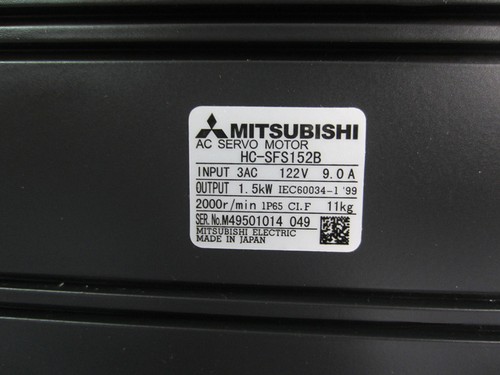 MITSUBISHI
AC SERVO MOTOR
HC-SFS152B
INPUT 3AC 122V 9.0A
OUTPUT 1.5kW IEC60034-1 '99
2000r/min IP65 CI.F 11kg
SER.No.M49501014 049
MITSUBISHI ELECTRIC
MADE IN JAPAN